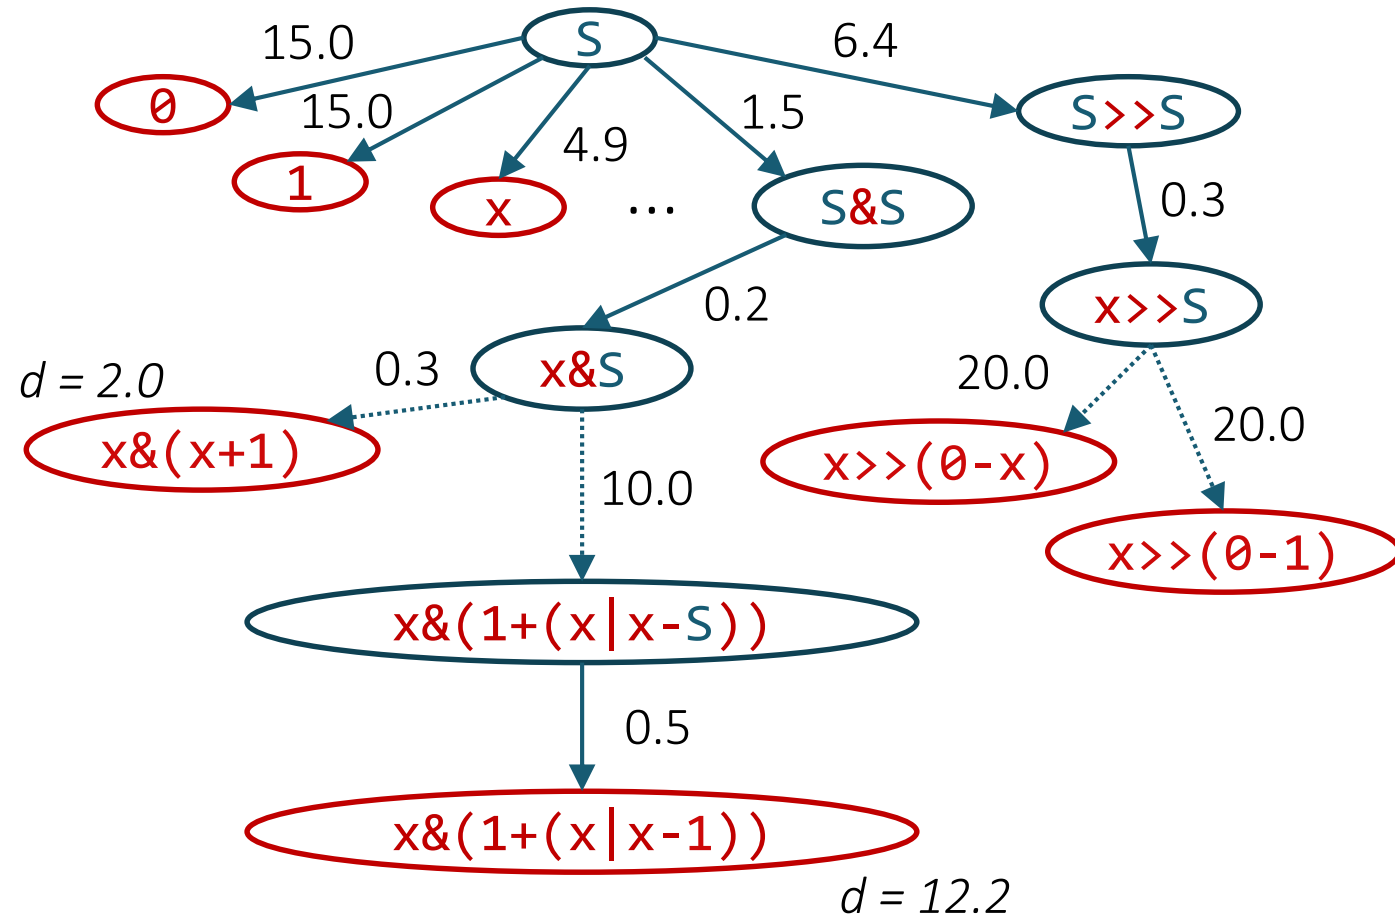 S
15.0
6.4
0
15.0
1.5
S>>S
4.9
1
x
...
S&S
0.3
0.2
x>>S
x&S
0.3
d = 2.0
20.0
20.0
x&(x+1)
x>>(0-x)
10.0
x>>(0-1)
x&(1+(x|x-S))
0.5
x&(1+(x|x-1))
d = 12.2